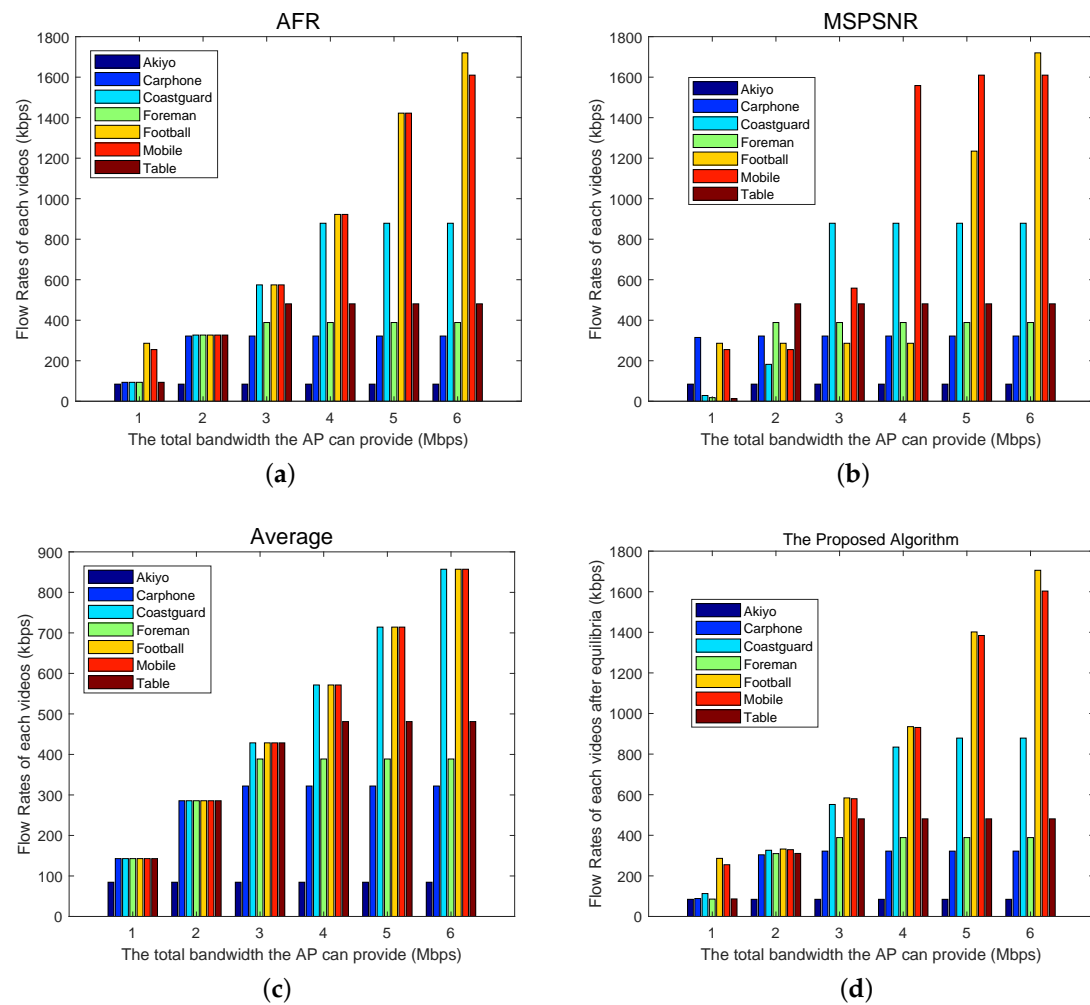 AFR
Flow Rates of each videos (kbps)
1800
1600
1400
1200
1000
800
600
400
200
0
Akiyo
Carphone
Coastguard
Foreman
Football
Mobile
Table
1 2 3 4 5 6
The total bandwidth the AP can provide (Mbps)
(a)
MSPSNR
Flow Rates of each videos (kbps)
1800
1600
1400
1200
1000
800
600
400
200
0
Akiyo
Carphone
Coastguard
Foreman
Football
Mobile
Table
1 2 3 4 5 6
The total bandwidth the AP can provide (Mbps)
(b)
Average
Flow Rates of each videos (kbps)
900
800
700
600
500
400
300
200
100
0
Akiyo
Carphone
Coastguard
Foreman
Football
Mobile
Table
1 2 3 4 5 6
The total bandwidth the AP can provide (Mbps)
(c)
The Proposed Algorithm
Flow Rates of each videos after equilibria (kbps)
1800
1600
1400
1200
1000
800
600
400
200
0
Akiyo
Carphone
Coastguard
Foreman
Football
Mobile
Table
1 2 3 4 5 6
The total bandwidth the AP can provide (Mbps)
(d)